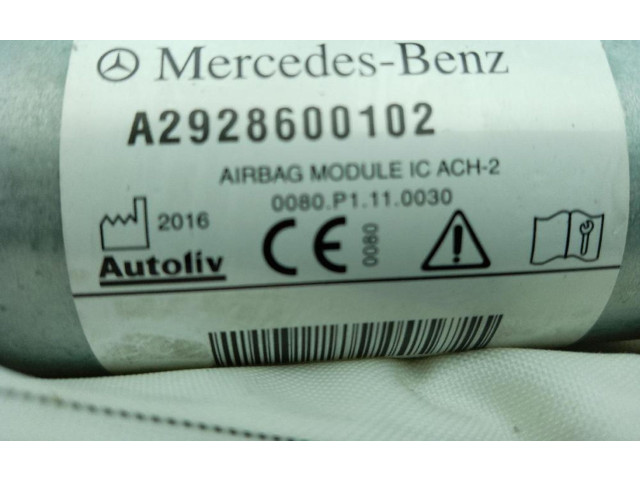 Mercedes-Benz
A2928600102
AIRBAG MODULE IC ACH-2
0080.P1.11.0030
2016
Autoliv
CE 0080